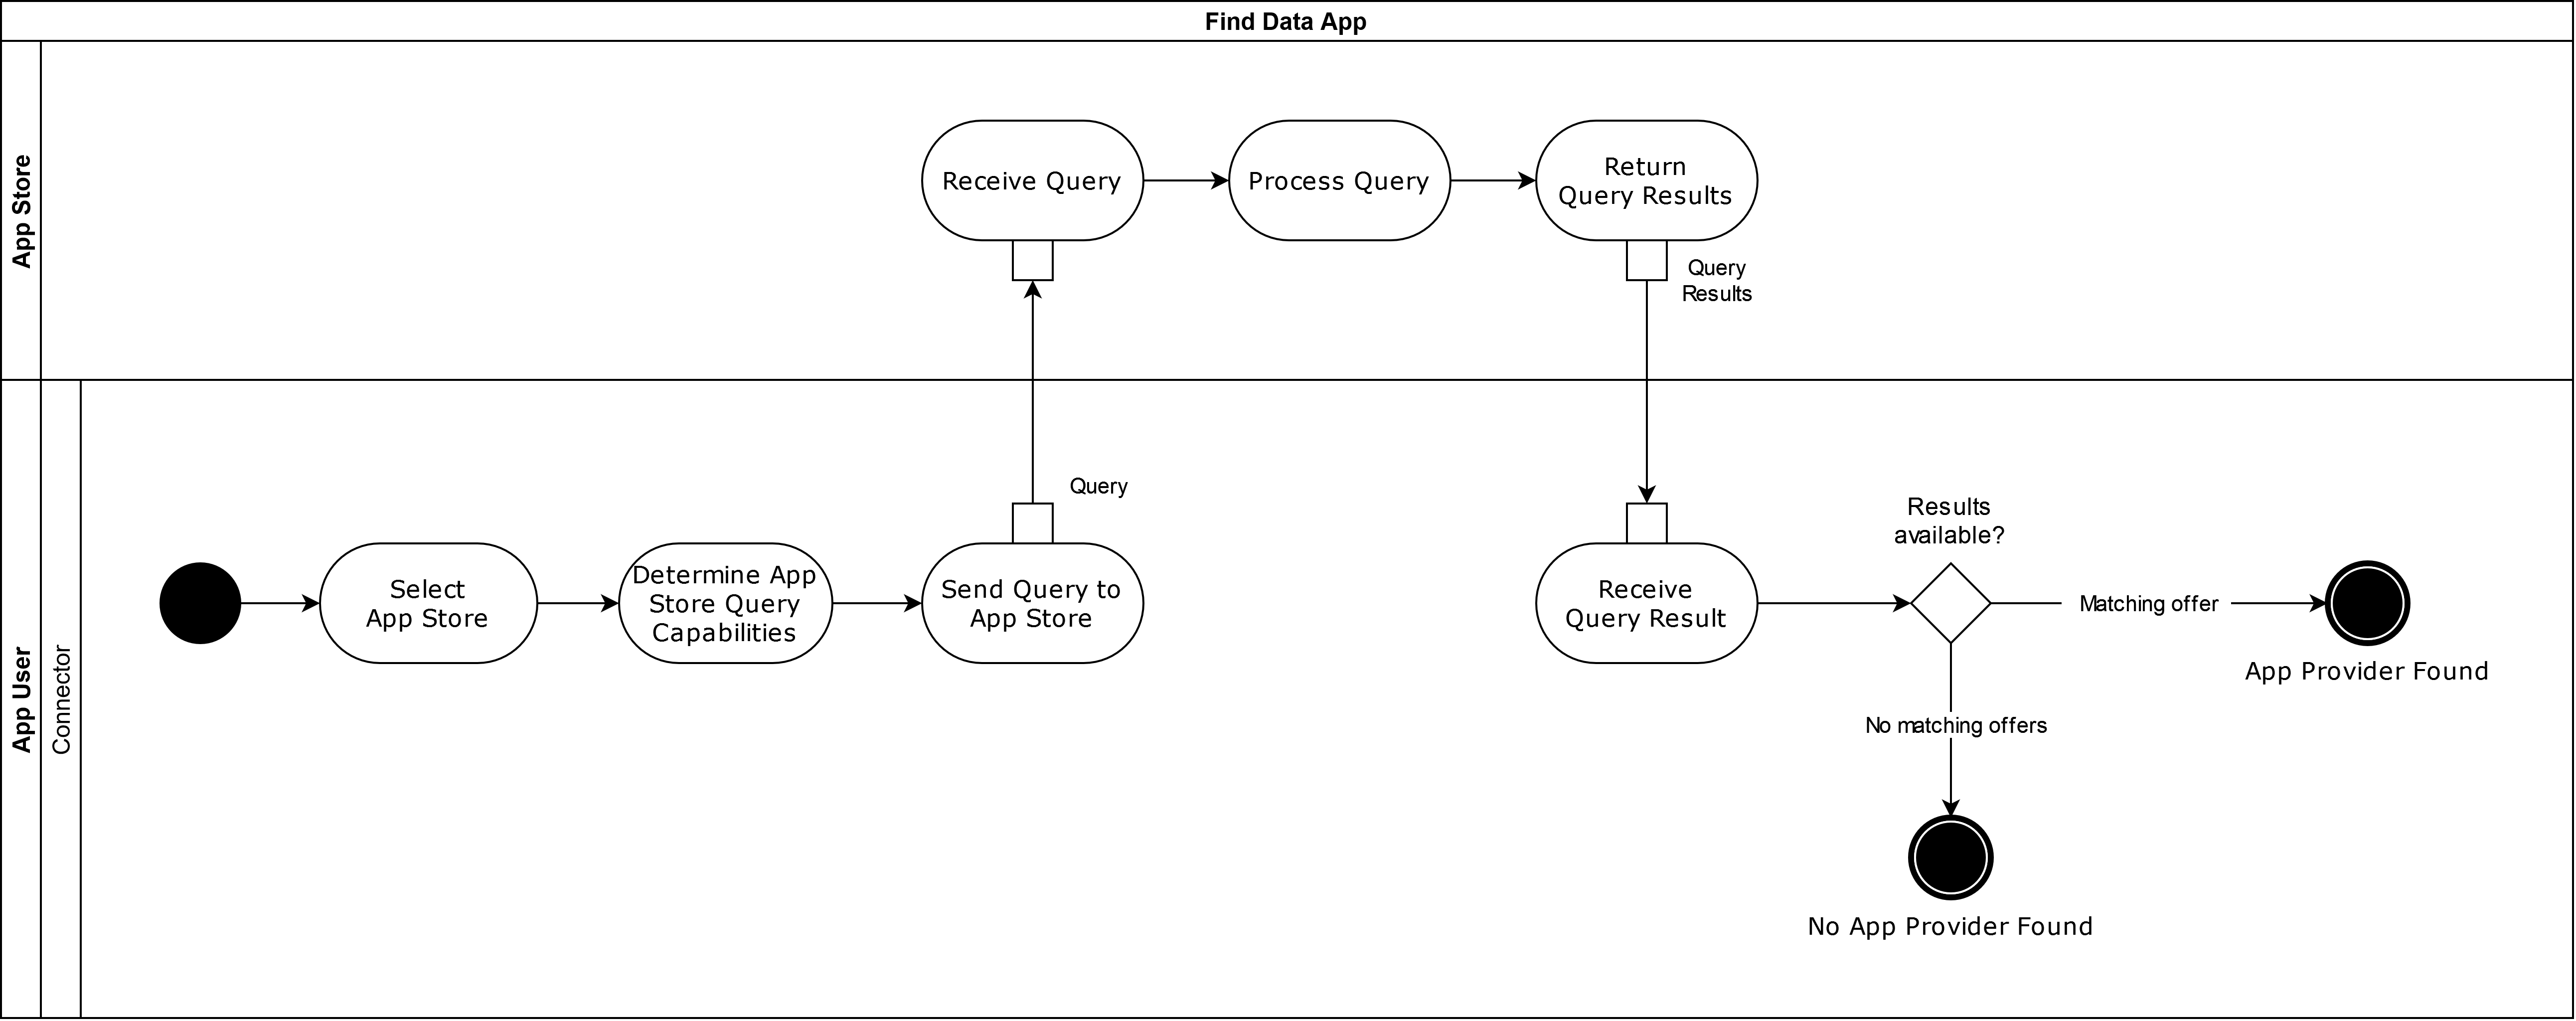 Find Data App
App Store
Receive Query
Process Query
Return
Query Results
Query
Results
App User
Connector
Select
App Store
Determine App
Store Query
Capabilities
Send Query to
App Store
Query
Receive
Query Result
Results
available?
Matching offer
App Provider Found
No matching offers
No App Provider Found